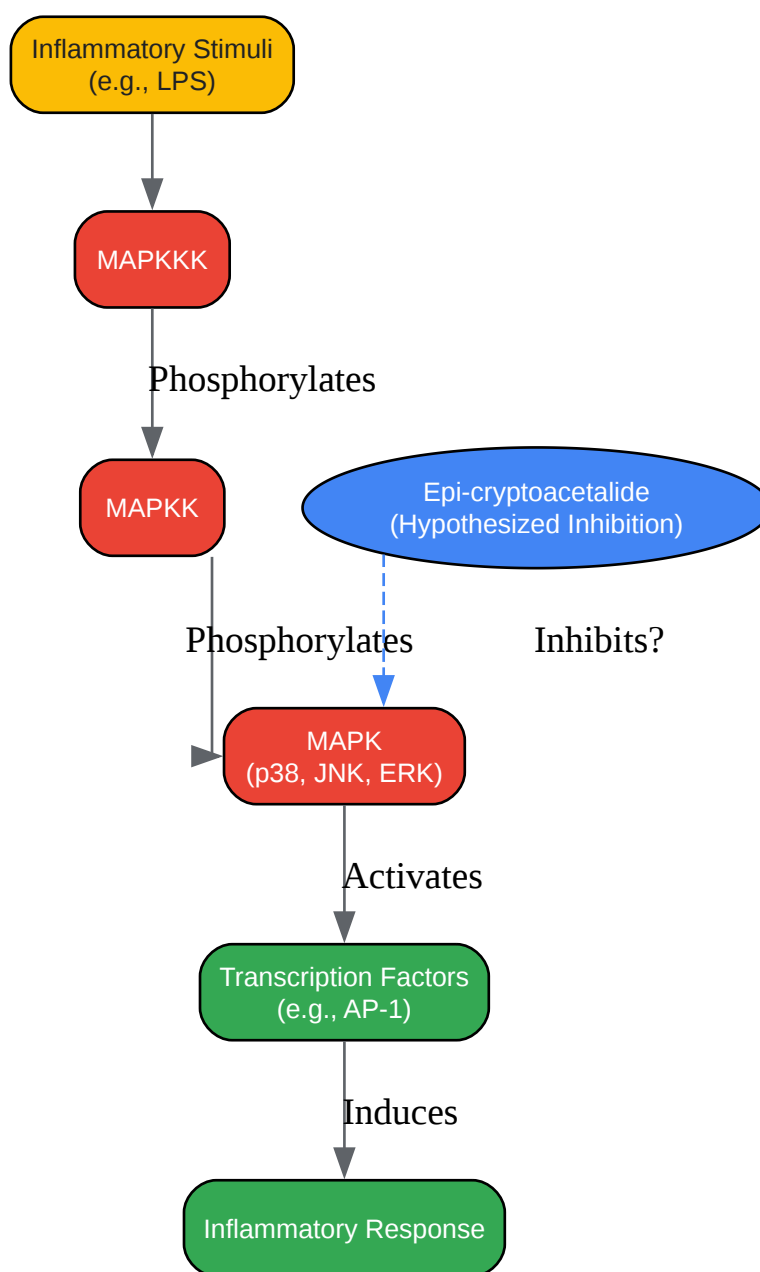 Inflammatory Stimuli
(e.g., LPS)
MAPKKK
Phosphorylates
MAPKK
Epi-cryptoacetalide
(Hypothesized Inhibition)
Phosphorylates
Inhibits?
MAPK
(p38, JNK, ERK)
Activates
Transcription Factors
(e.g., AP-1)
Induces
Inflammatory Response